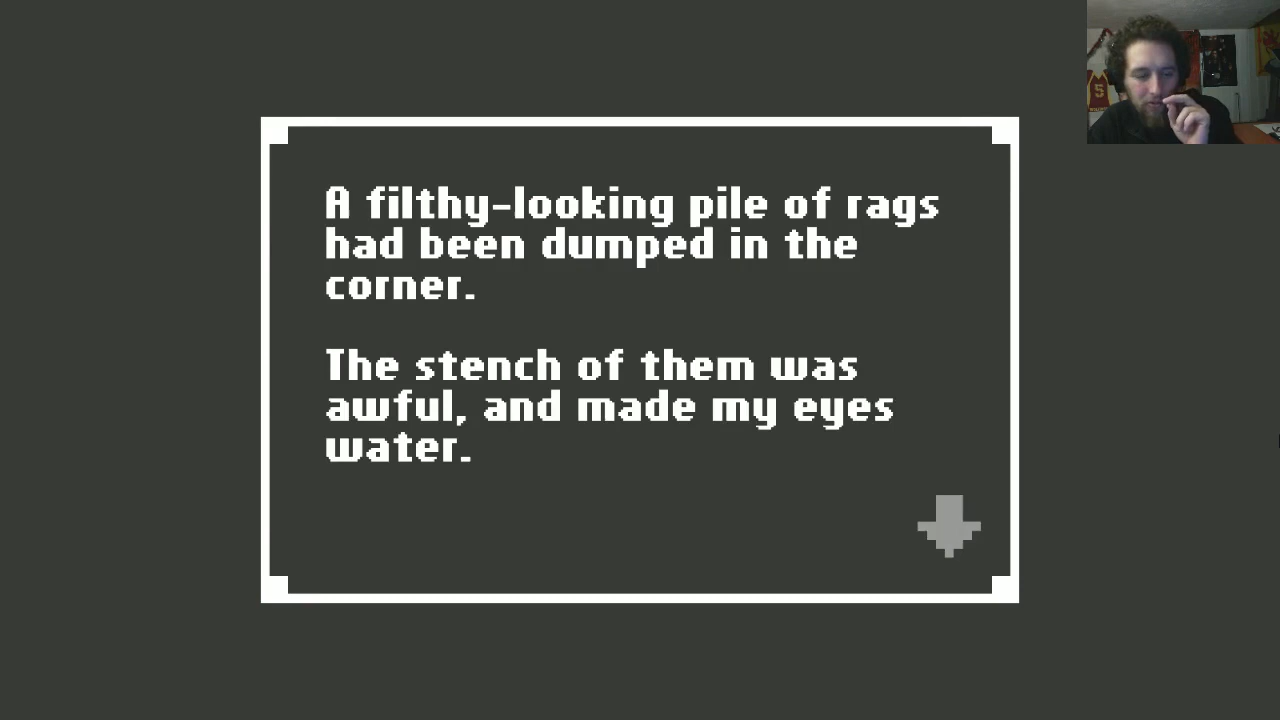 A filthy-looking pile of rags
had been dumped in the
corner.
The stench of them was
awful, and made my eyes
water.
5